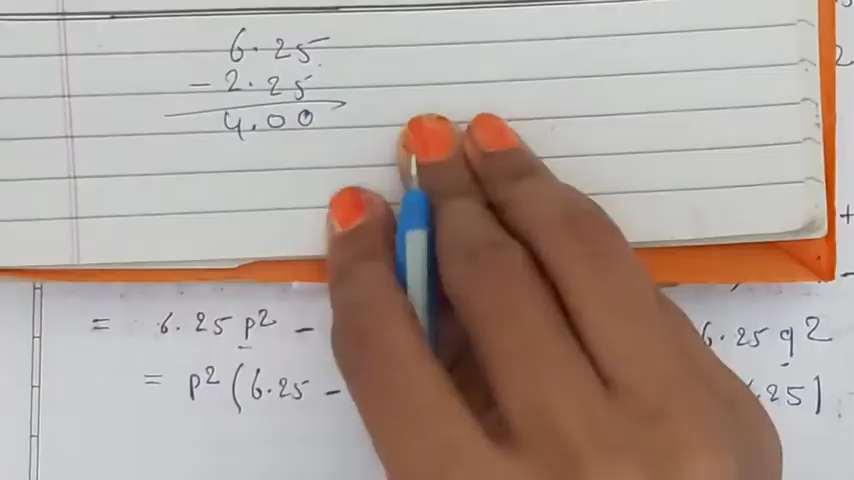 6.25
- 2.25
4.00
= 6.25 p² - 6.25 q2
= p² (6.25 - .25)